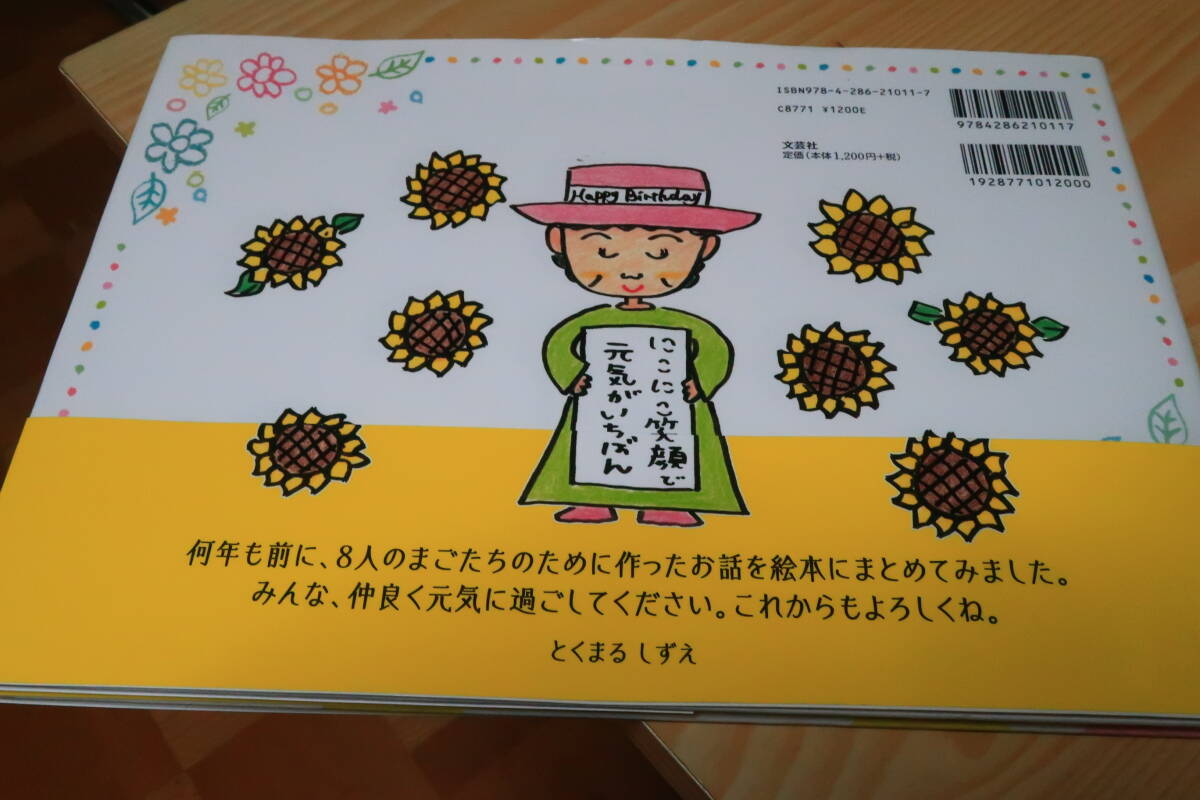 ISBN978-4-286-21011-7
C8771 ¥1200E
9784286210117
文芸社
定価(本体1,200円+税)
1928771012000
Happy Birthday
にこにこ笑顔で
元気がいちばん
何年も前に、8人のまごたちのために作ったお話を絵本にまとめてみました。
みんな、仲良く元気に過ごしてください。これからもよろしくね。
とくまる しずえ